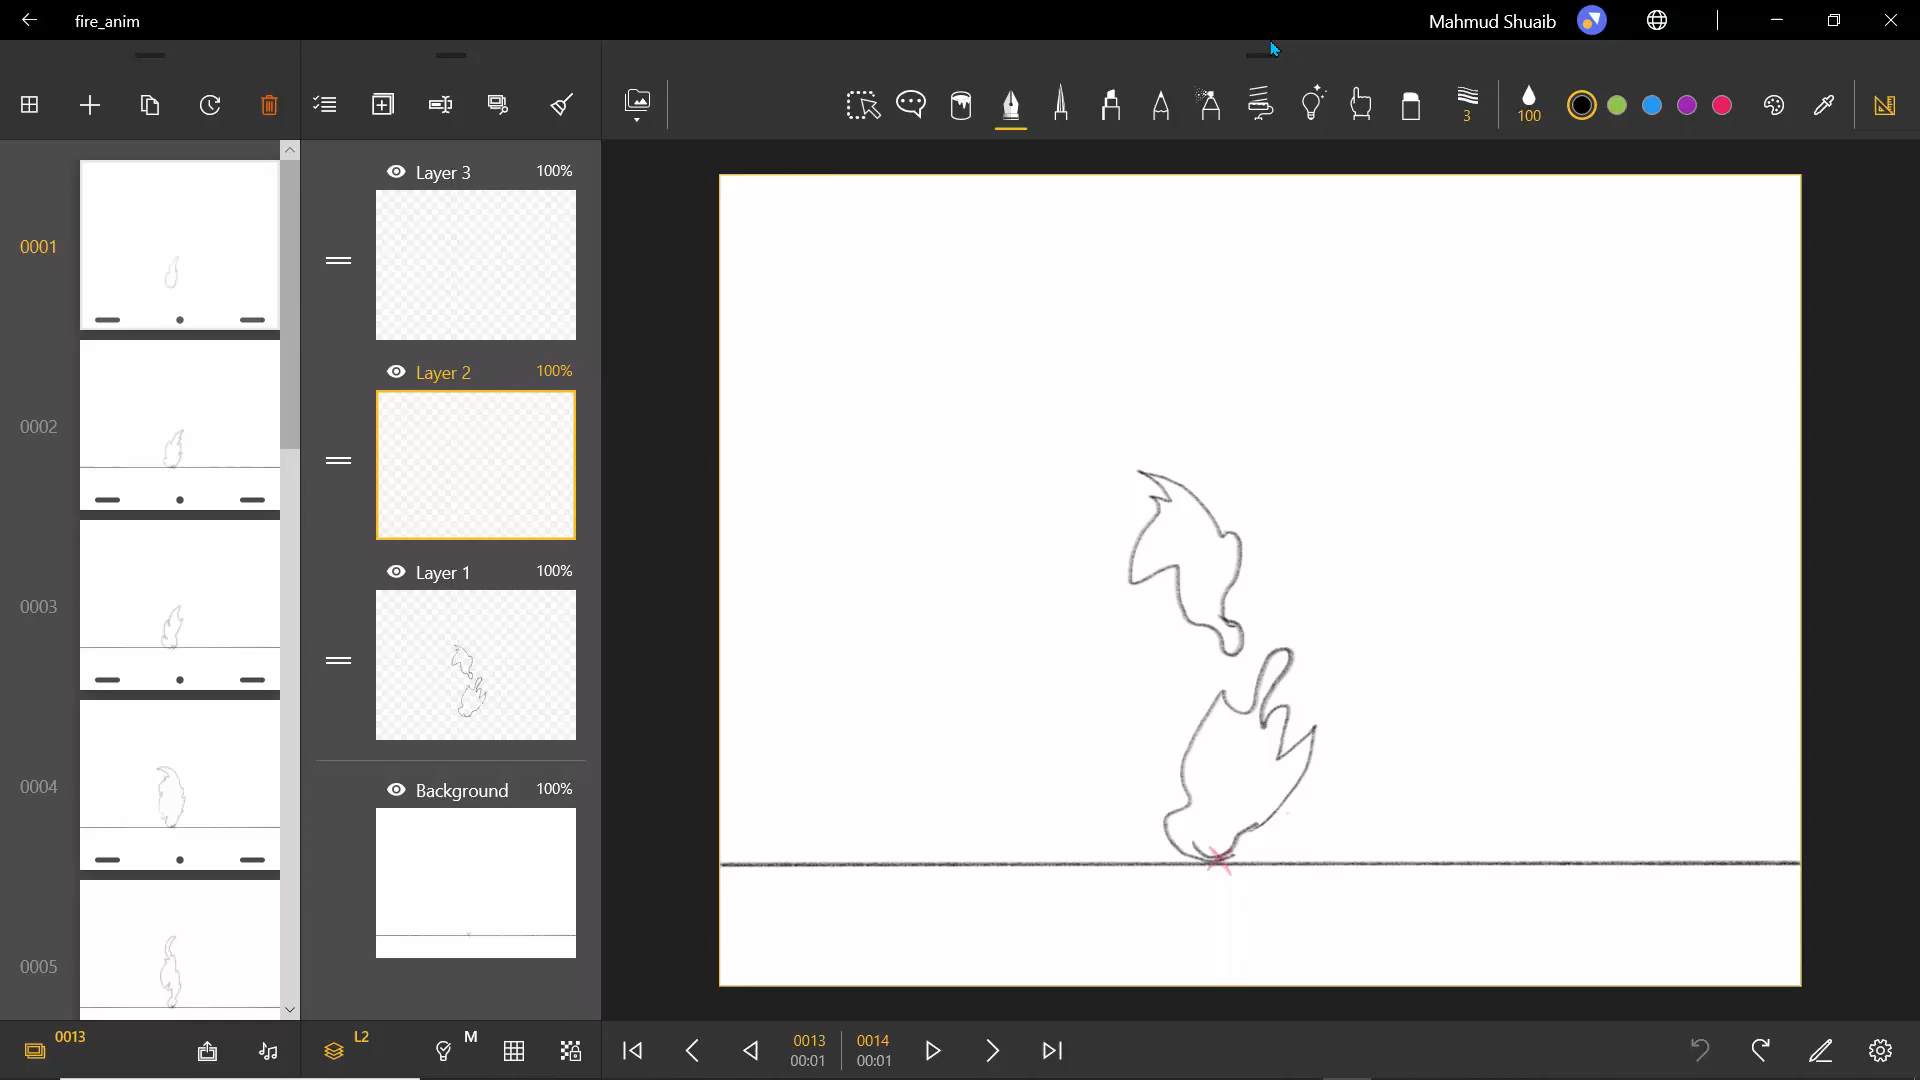 fire_anim
Mahmud Shuaib
3
100
0001
0002
0003
0004
0005
Layer 3 100%
Layer 2 100%
Layer 1 100%
Background 100%
0013
L2
M
0013
00:01
0014
00:01